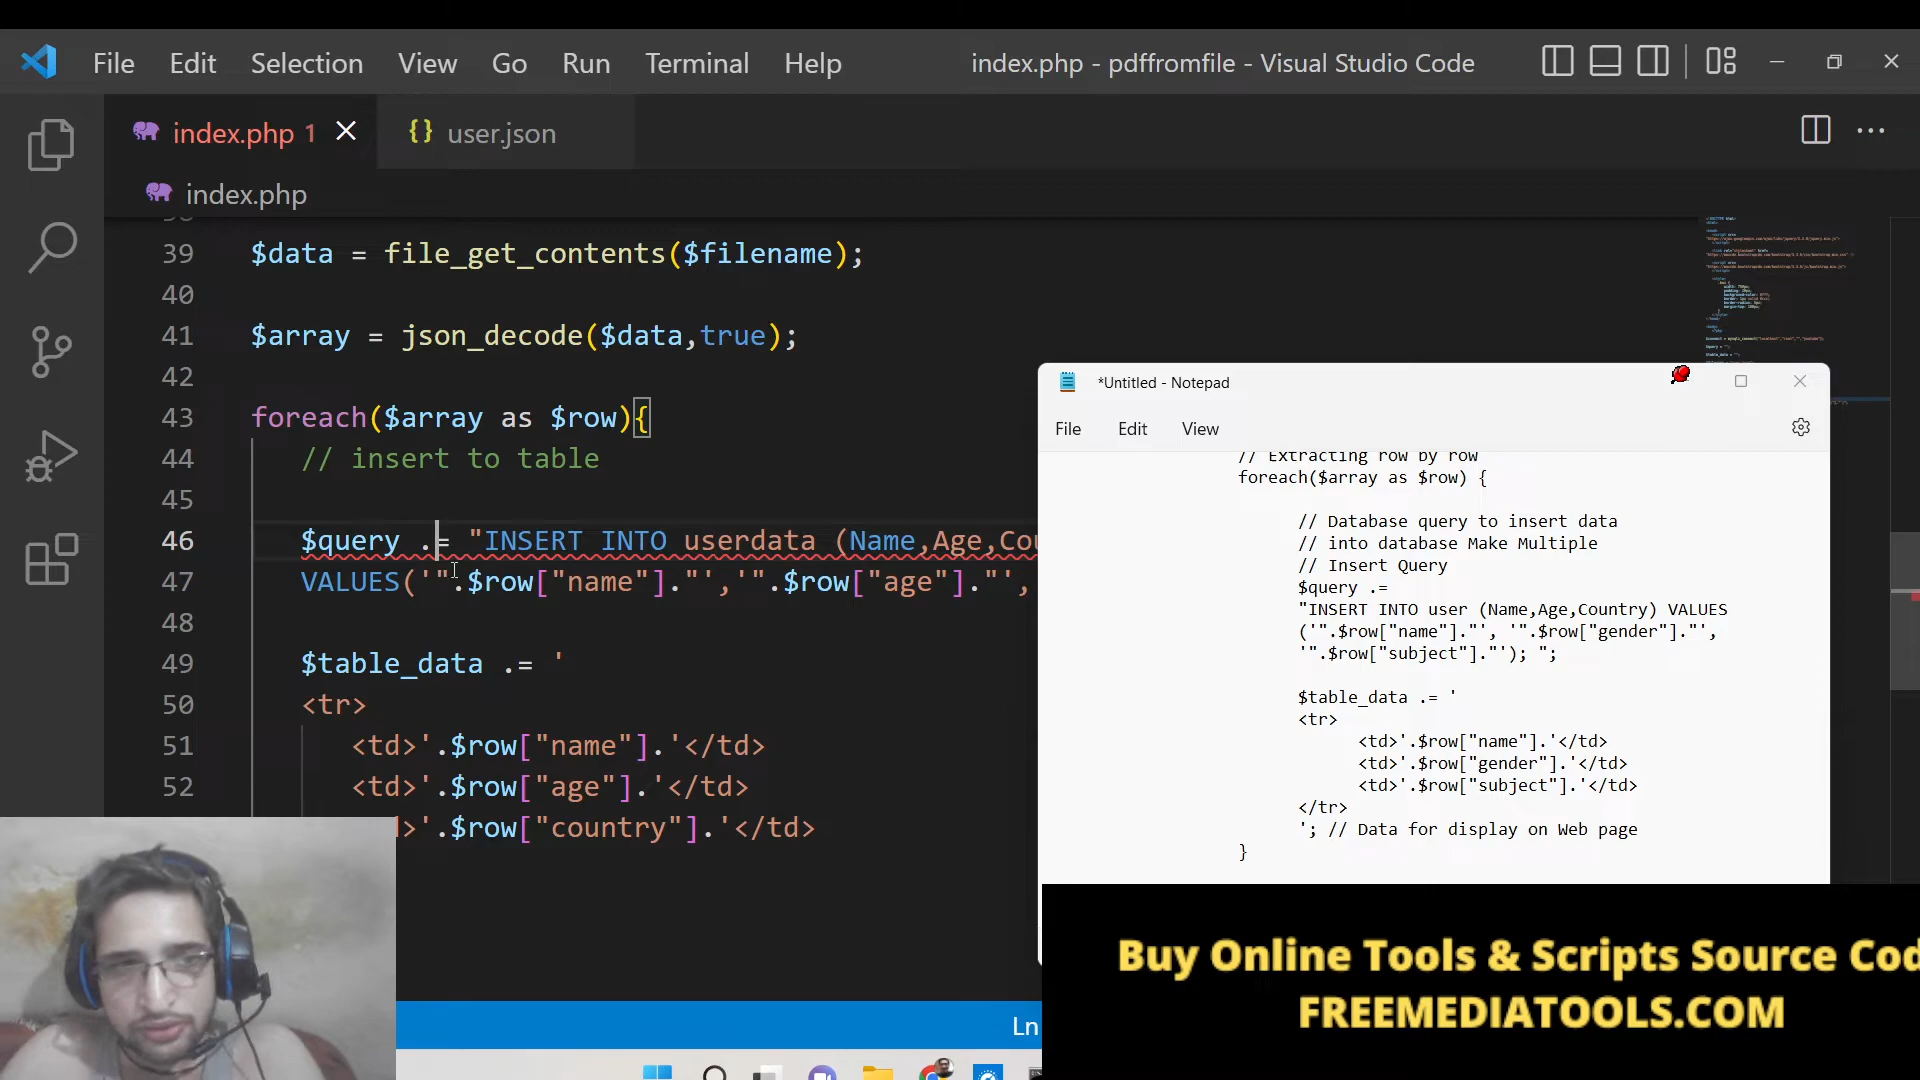 File Edit Selection View Go Run Terminal Help index.php - pdffromfile - Visual Studio Code
index.php 1 user.json
index.php
39 $data = file_get_contents($filename);
40
41 $array = json_decode($data,true);
42
43 foreach($array as $row){
44 // insert to table
45
46 $query .= "INSERT INTO userdata (Name,Age,Cou
47 VALUES('".$row["name"]."','".$row["age"]."',
48
49 $table_data .= '
50 <tr>
51 <td>'.$row["name"].'</td>
52 <td>'.$row["age"].'</td>
>'.$row["country"].'</td>
*Untitled - Notepad
File Edit View
// Extracting row by row
foreach($array as $row) {
// Database query to insert data
// into database Make Multiple
// Insert Query
$query .=
"INSERT INTO user (Name,Age,Country) VALUES
('".$row["name"]."', '".$row["gender"]."',
'".$row["subject"]."'); ";
$table_data .= '
<tr>
<td>'.$row["name"].'</td>
<td>'.$row["gender"].'</td>
<td>'.$row["subject"].'</td>
</tr>
'; // Data for display on Web page
}
Buy Online Tools & Scripts Source Cod
FREEMEDIATOOLS.COM
Ln